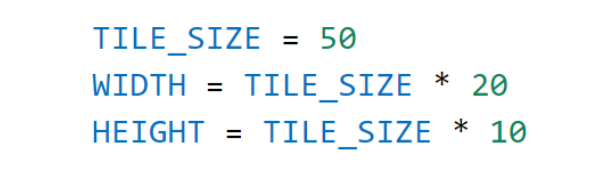 TILE_SIZE = 50
WIDTH = TILE_SIZE * 20
HEIGHT = TILE_SIZE * 10